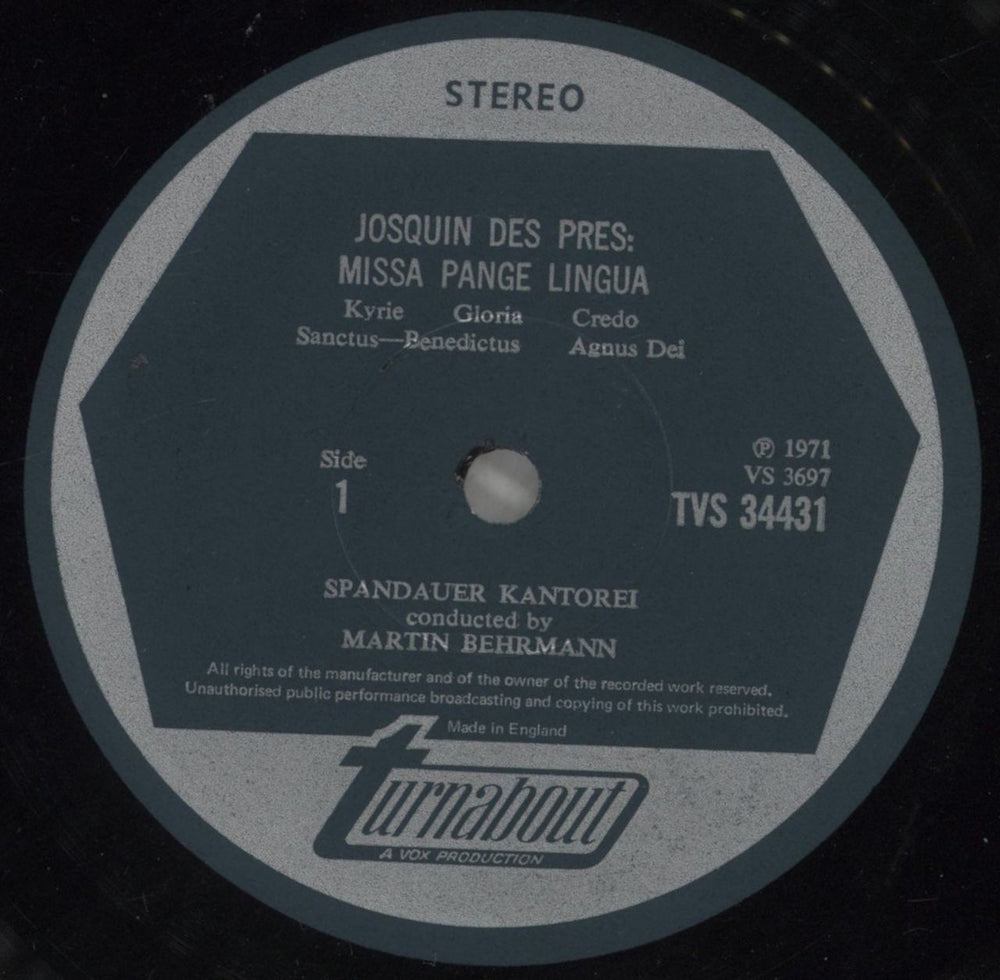 STEREO
JOSQUIN DES PRES:
MISSA PANGE LINGUA
Kyrie Gloria Credo
Sanctus—Benedictus Agnus Dei
Side
1
℗ 1971
VS 3697
TVS 34431
SPANDAUER KANTOREI
conducted by
MARTIN BEHRMANN
All rights of the manufacturer and of the owner of the recorded work reserved.
Unauthorised public performance broadcasting and copying of this work prohibited.
Made in England
turnabout
A VOX PRODUCTION